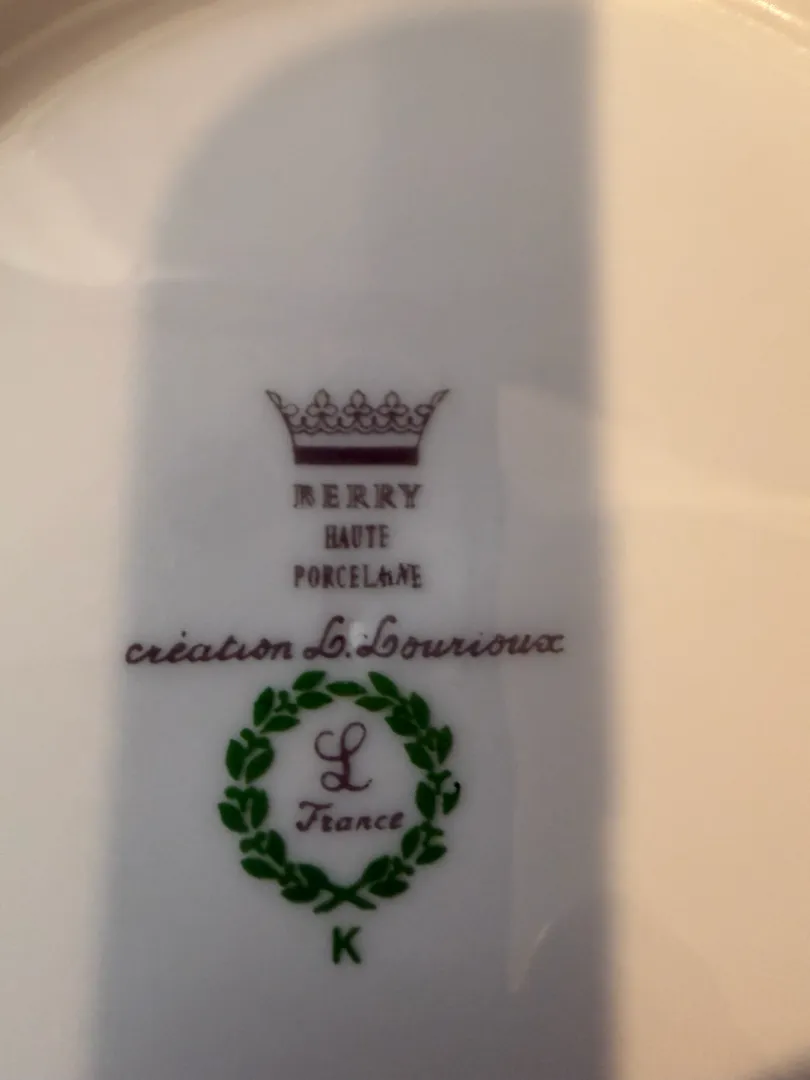 BERRY
HAUTE
PORCELAINE
création L. Lourioux
L
France
K